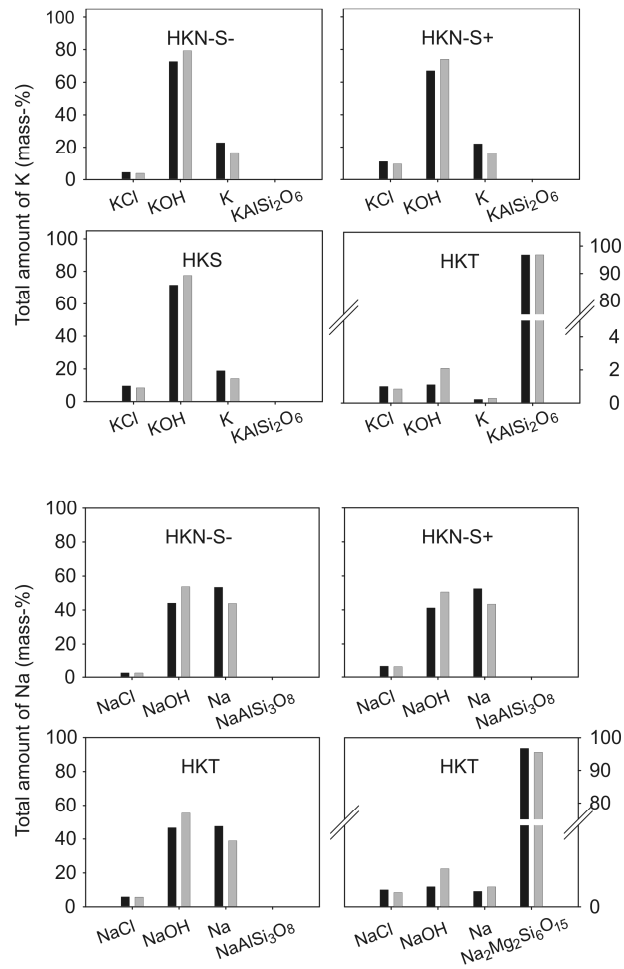 Total amount of K (mass-%)
HKN-S-
100
80
60
40
20
0
KCl KOH K KAlSi₂O₆
HKN-S+
KCl KOH K KAlSi₂O₆
HKS
100
80
60
40
20
0
KCl KOH K KAlSi₂O₆
HKT
100
90
80
4
2
0
KCl KOH K KAlSi₂O₆
Total amount of Na (mass-%)
HKN-S-
100
80
60
40
20
0
NaCl NaOH Na NaAlSi₃O₈
HKN-S+
NaCl NaOH Na NaAlSi₃O₈
HKT
100
80
60
40
20
0
NaCl NaOH Na NaAlSi₃O₈
HKT
100
90
80
0
NaCl NaOH Na Na₂Mg₂Si₆O₁₅